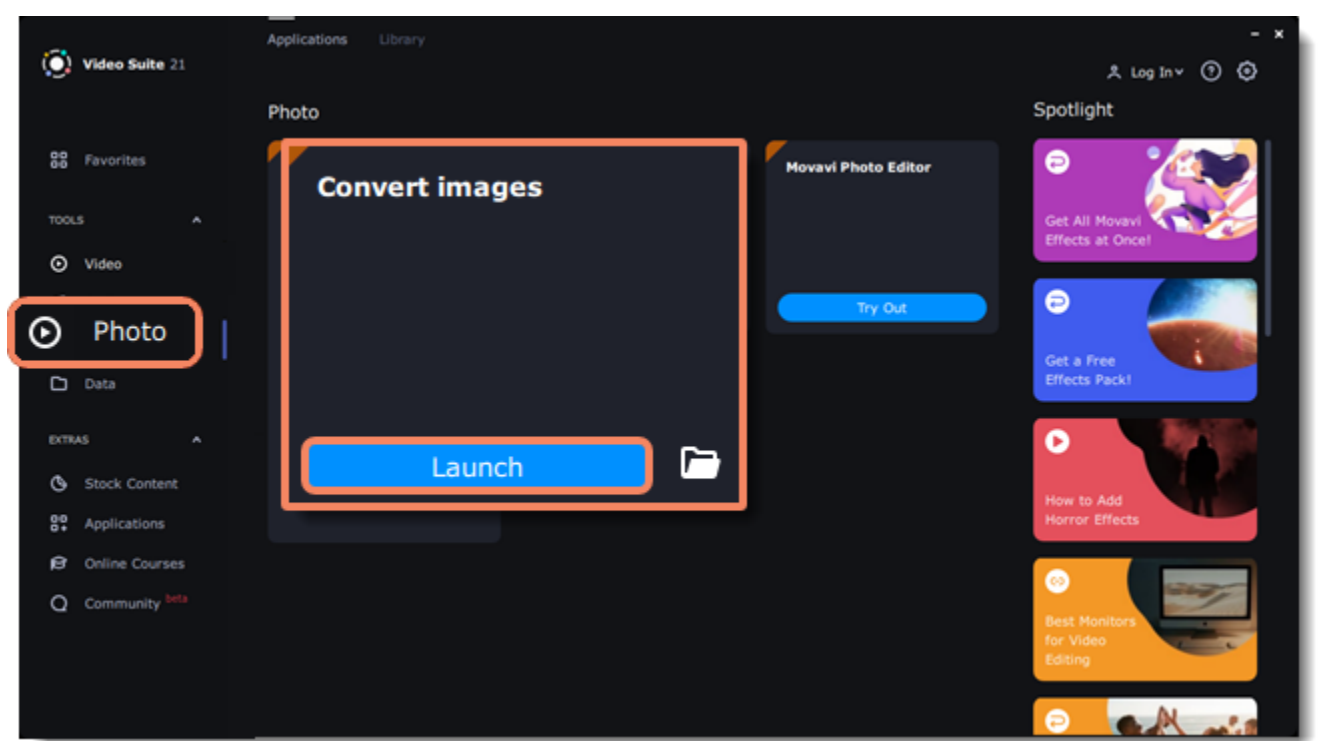 Applications
Library
Video Suite 21
Log In
Photo
Spotlight
Favorites
TOOLS
Video
Photo
Data
EXTRAS
Stock Content
Applications
Online Courses
Community beta
Convert images
Launch
Movavi Photo Editor
Try Out
Get All Movavi
Effects at Once!
Get a Free
Effects Pack!
How to Add
Horror Effects
Best Monitors
for Video
Editing